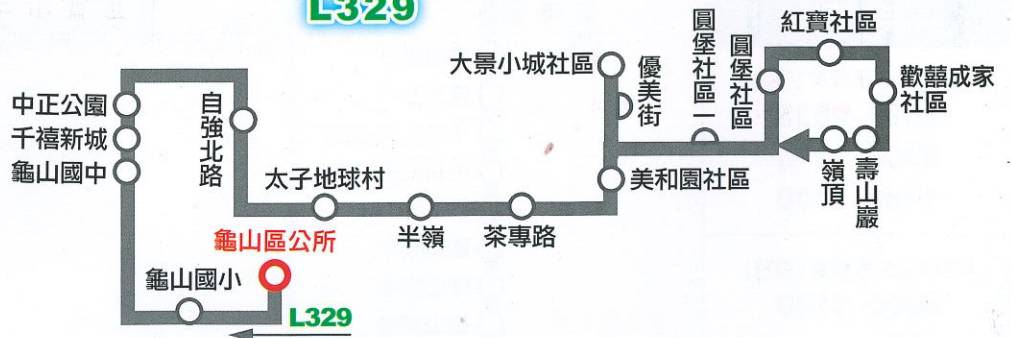 L329
中正公園
千禧新城
龜山國中
自強北路
太子地球村
半嶺
茶專路
龜山區公所
龜山國小
L329
大景小城社區
優美街
美和園社區
圓堡社區一
圓堡社區
紅寶社區
歡囍成家
社區
嶺頂
壽山巖